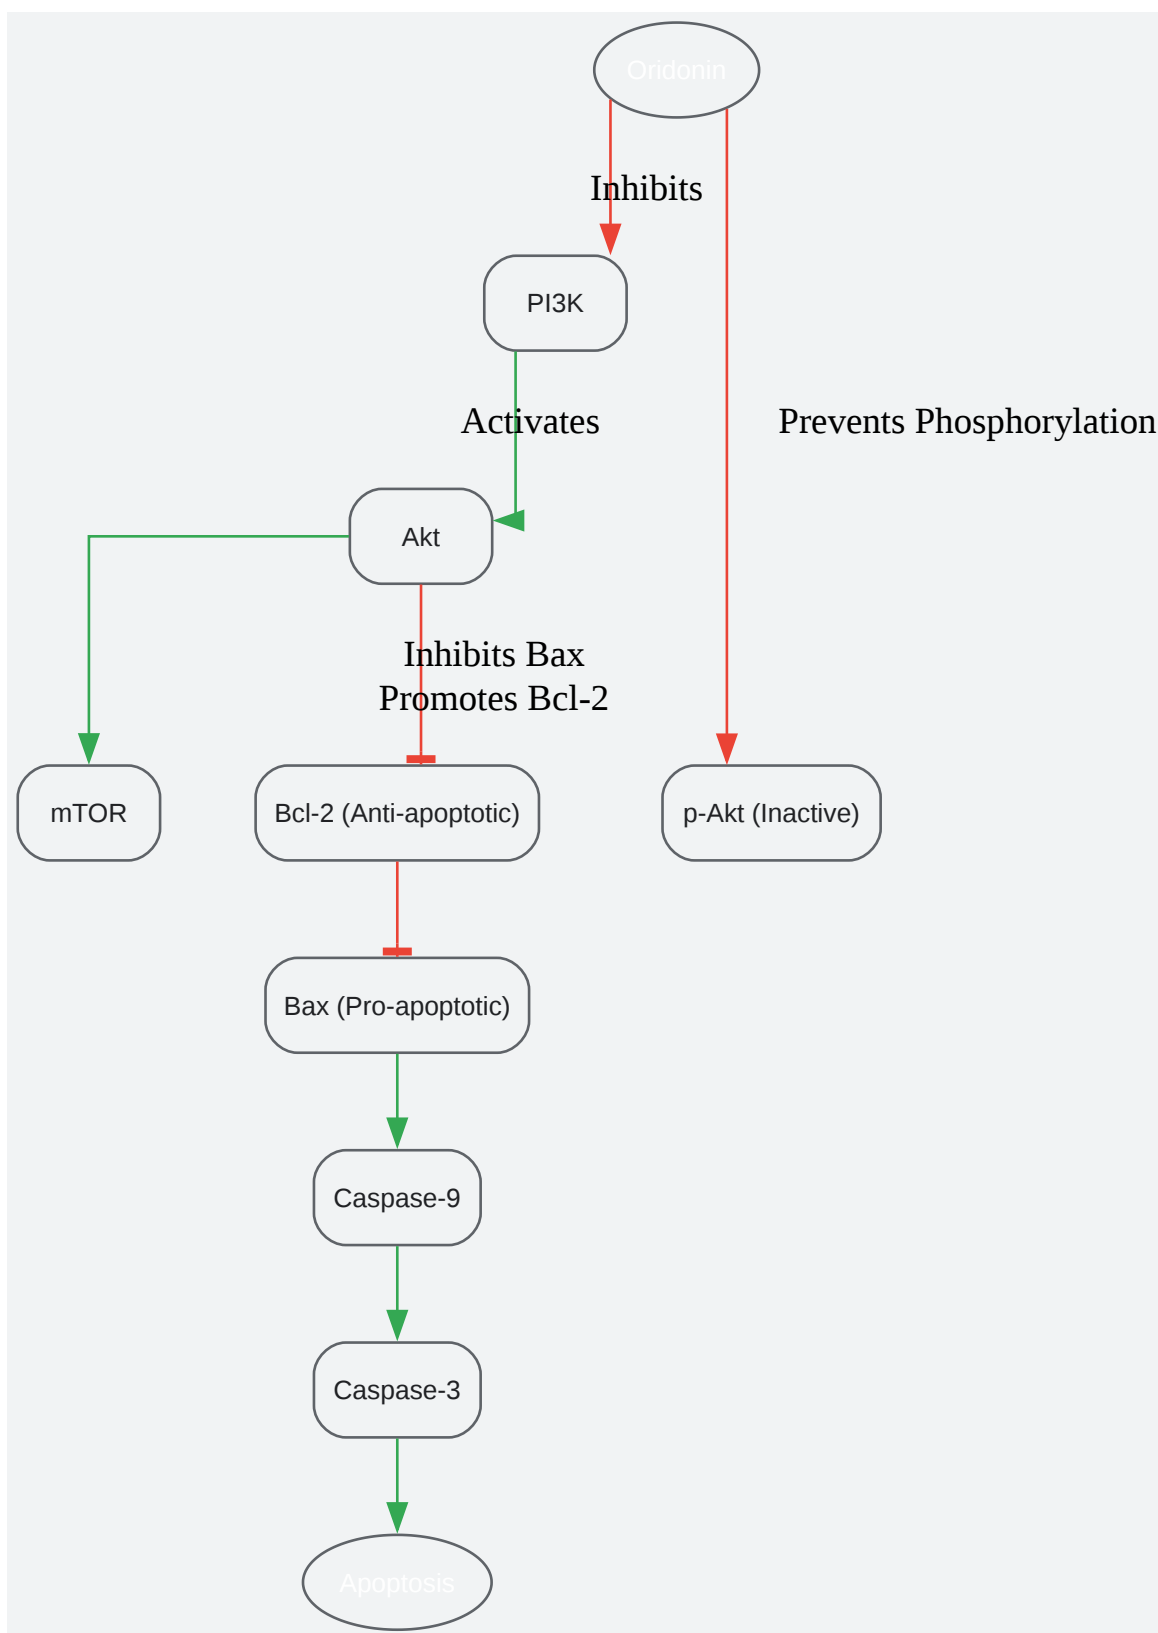 Oridonin
Inhibits
PI3K
Activates
Prevents Phosphorylation
Akt
Inhibits Bax
Promotes Bcl-2
mTOR
Bcl-2 (Anti-apoptotic)
p-Akt (Inactive)
Bax (Pro-apoptotic)
Caspase-9
Caspase-3
Apoptosis